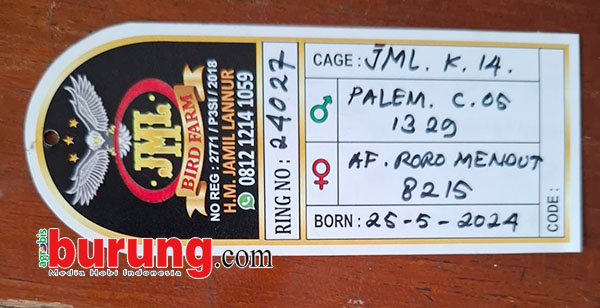 JML
BIRD FARM
NO REG : 2771 / P3SI / 2018
H.M. JAMIL LANNUR
0812 1214 1059
RING NO : 24027
CAGE : JML. K. 14.
♂ PALEM. C. 05
1329
♀ AF. RORO MENDUT
8215
BORN : 25-5-2024
CODE :
agrobis
burung.com
Media Hobi Indonesia